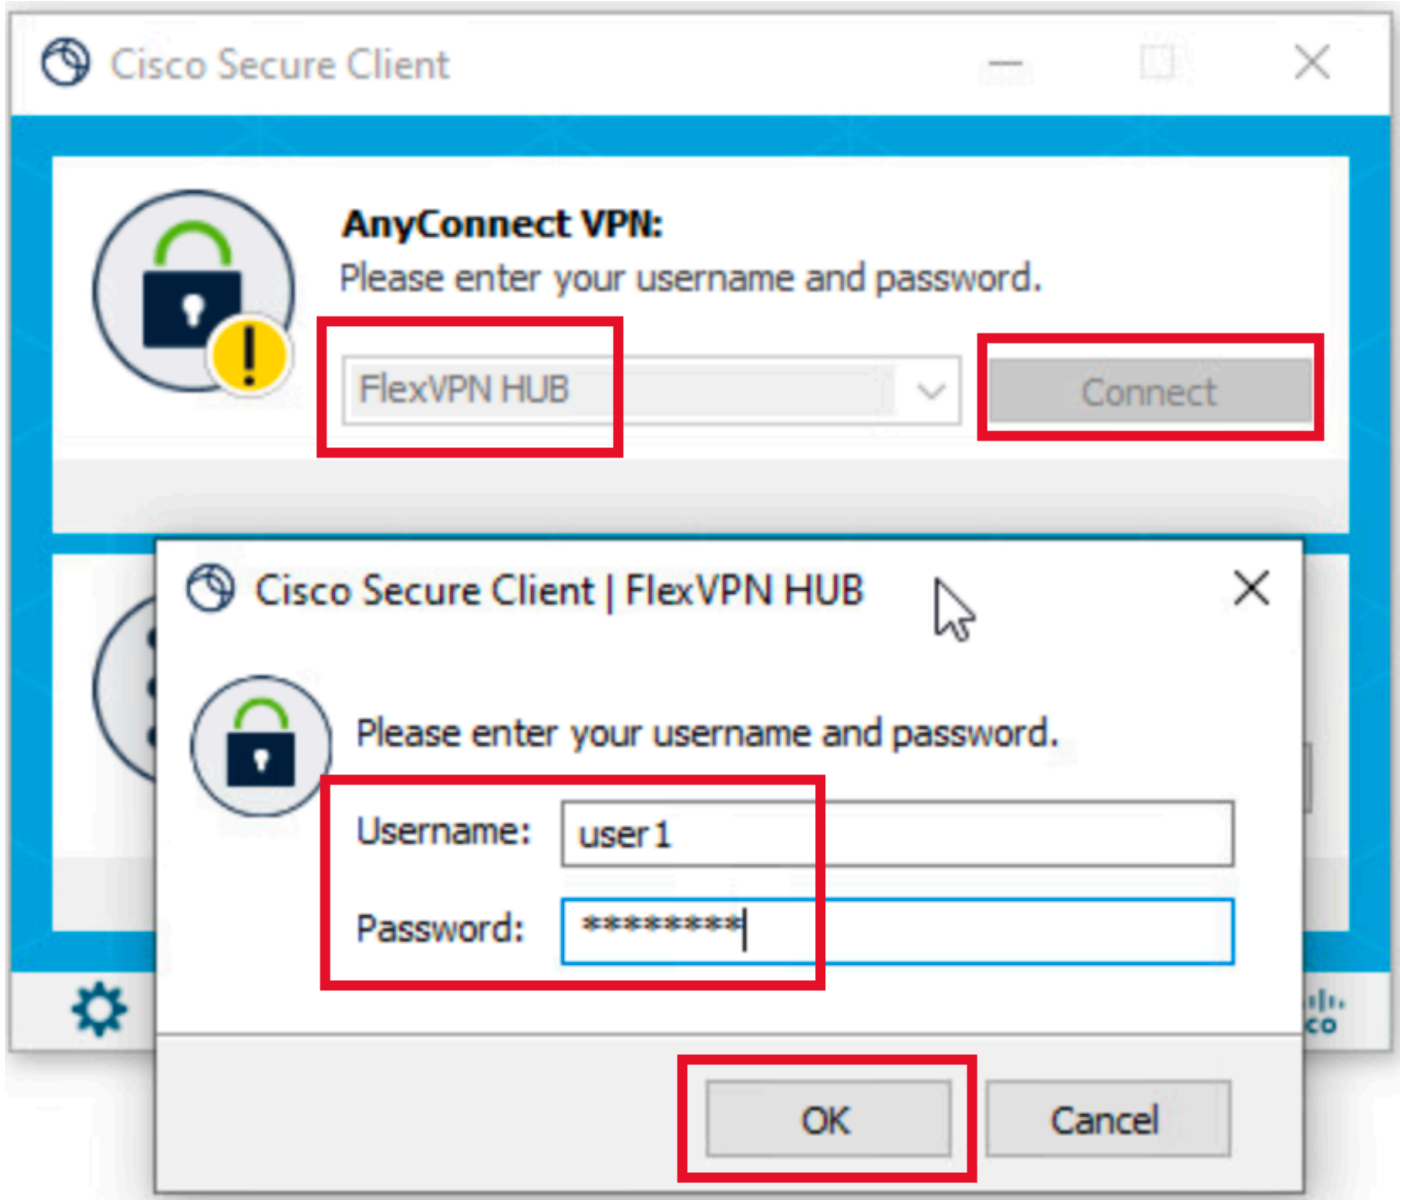 Cisco Secure Client
AnyConnect VPN:
Please enter your username and password.
FlexVPN HUB
Connect
Cisco Secure Client | FlexVPN HUB
Please enter your username and password.
Username: user1
Password: ********
OK
Cancel
co